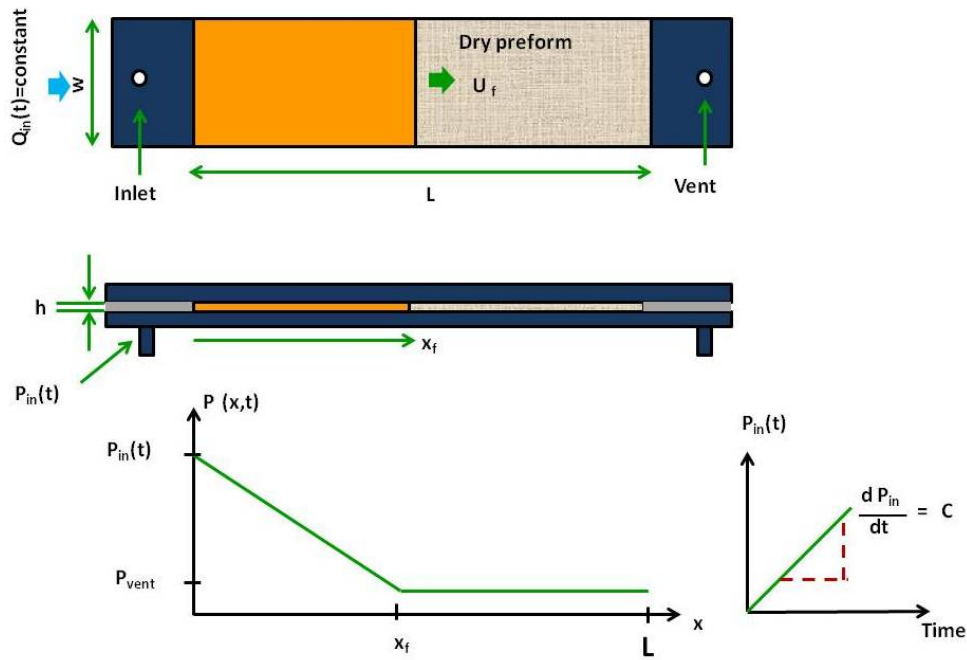 Q_in(t)=constant
W
Dry preform
U_f
Inlet
L
Vent
h
x_f
P_in(t)
P (x,t)
P_in(t)
P_vent
x_f
L
x
P_in(t)
d P_in
dt
= C
Time